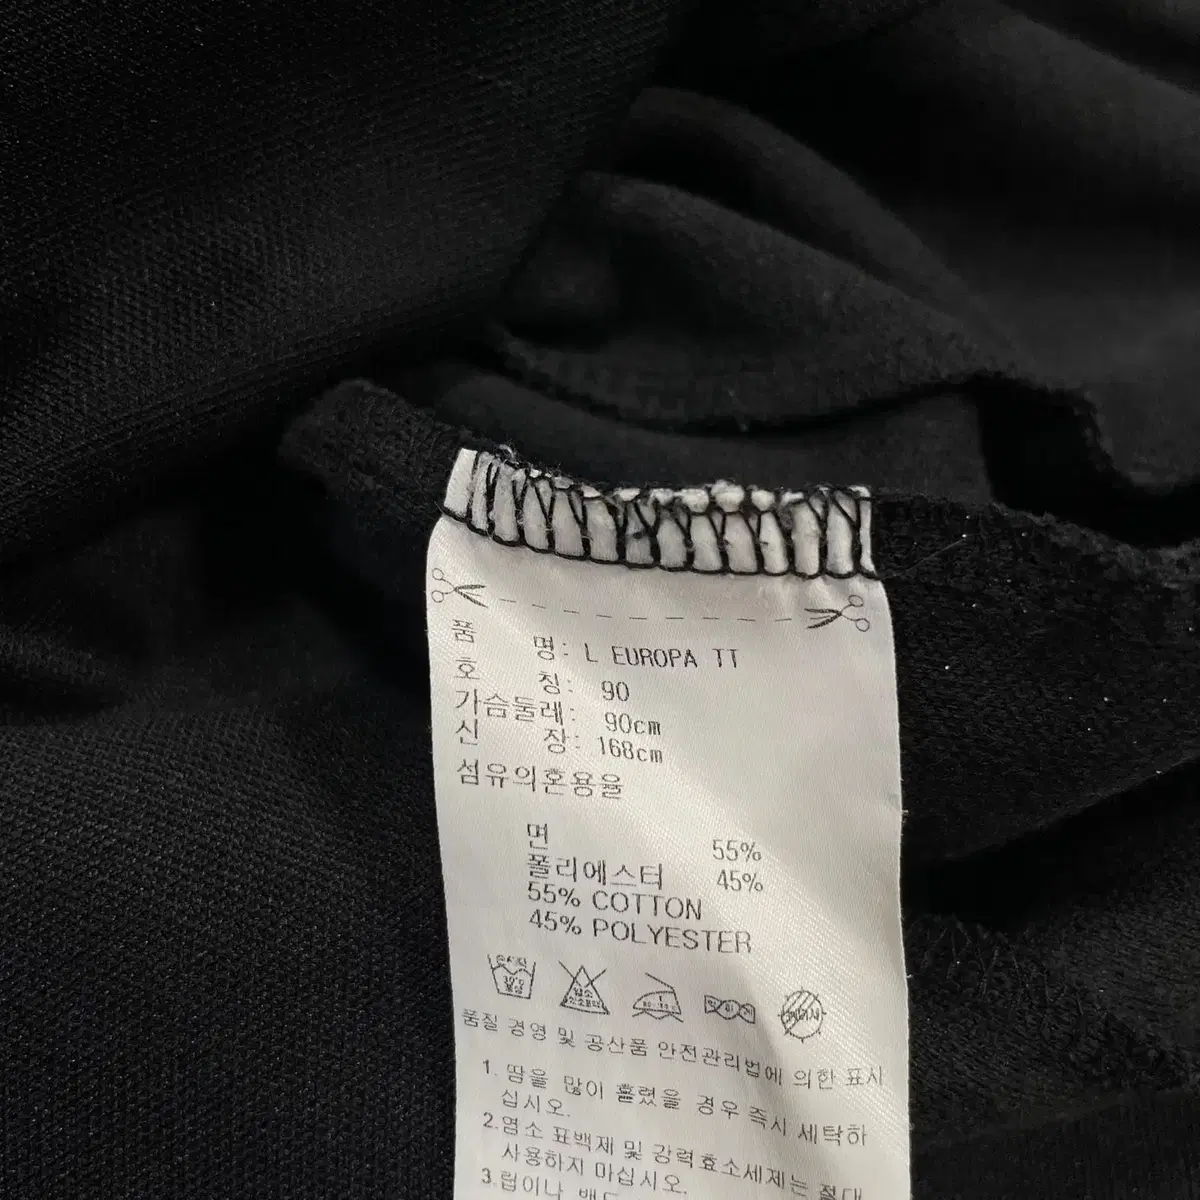 품 명: L EUROPA TT
호 칭: 90
가슴둘레: 90cm
신 장: 168cm
섬유의혼용율
면 55%
폴리에스터 45%
55% COTTON
45% POLYESTER
품질 경영 및 공산품 안전관리법에 의한 표시
1. 땀을 많이 흘렸을 경우 즉시 세탁하
십시오.
2.염소 표백제 및 강력효소세제는 절대
사용하지 마십시오.
3.립이나